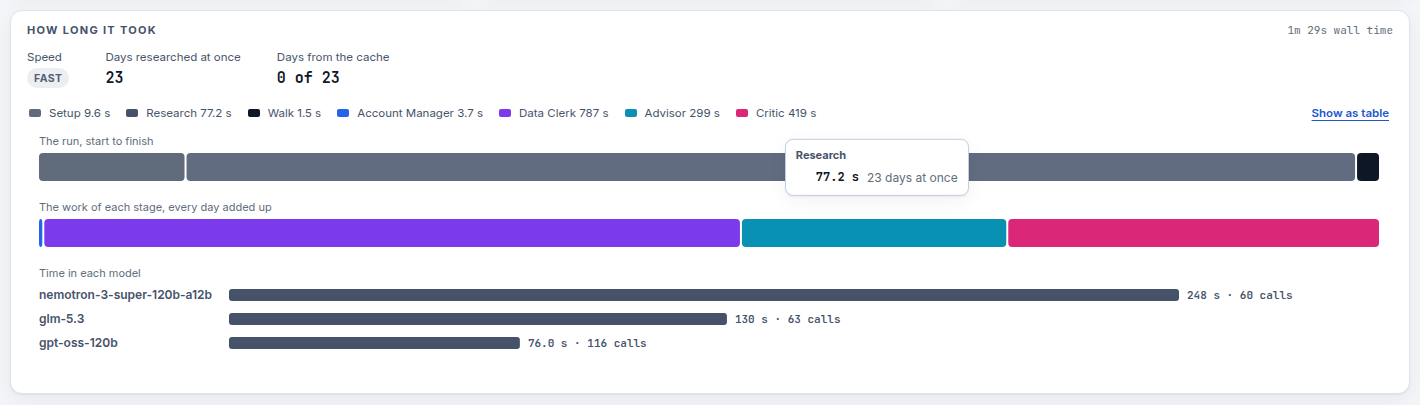 HOW LONG IT TOOK
1m 29s wall time
Speed
Days researched at once
Days from the cache
FAST
23
0 of 23
Setup 9.6 s
Research 77.2 s
Walk 1.5 s
Account Manager 3.7 s
Data Clerk 787 s
Advisor 299 s
Critic 419 s
Show as table
The run, start to finish
Research
77.2 s 23 days at once
The work of each stage, every day added up
Time in each model
nemotron-3-super-120b-a12b
248 s · 60 calls
glm-5.3
130 s · 63 calls
gpt-oss-120b
76.0 s · 116 calls